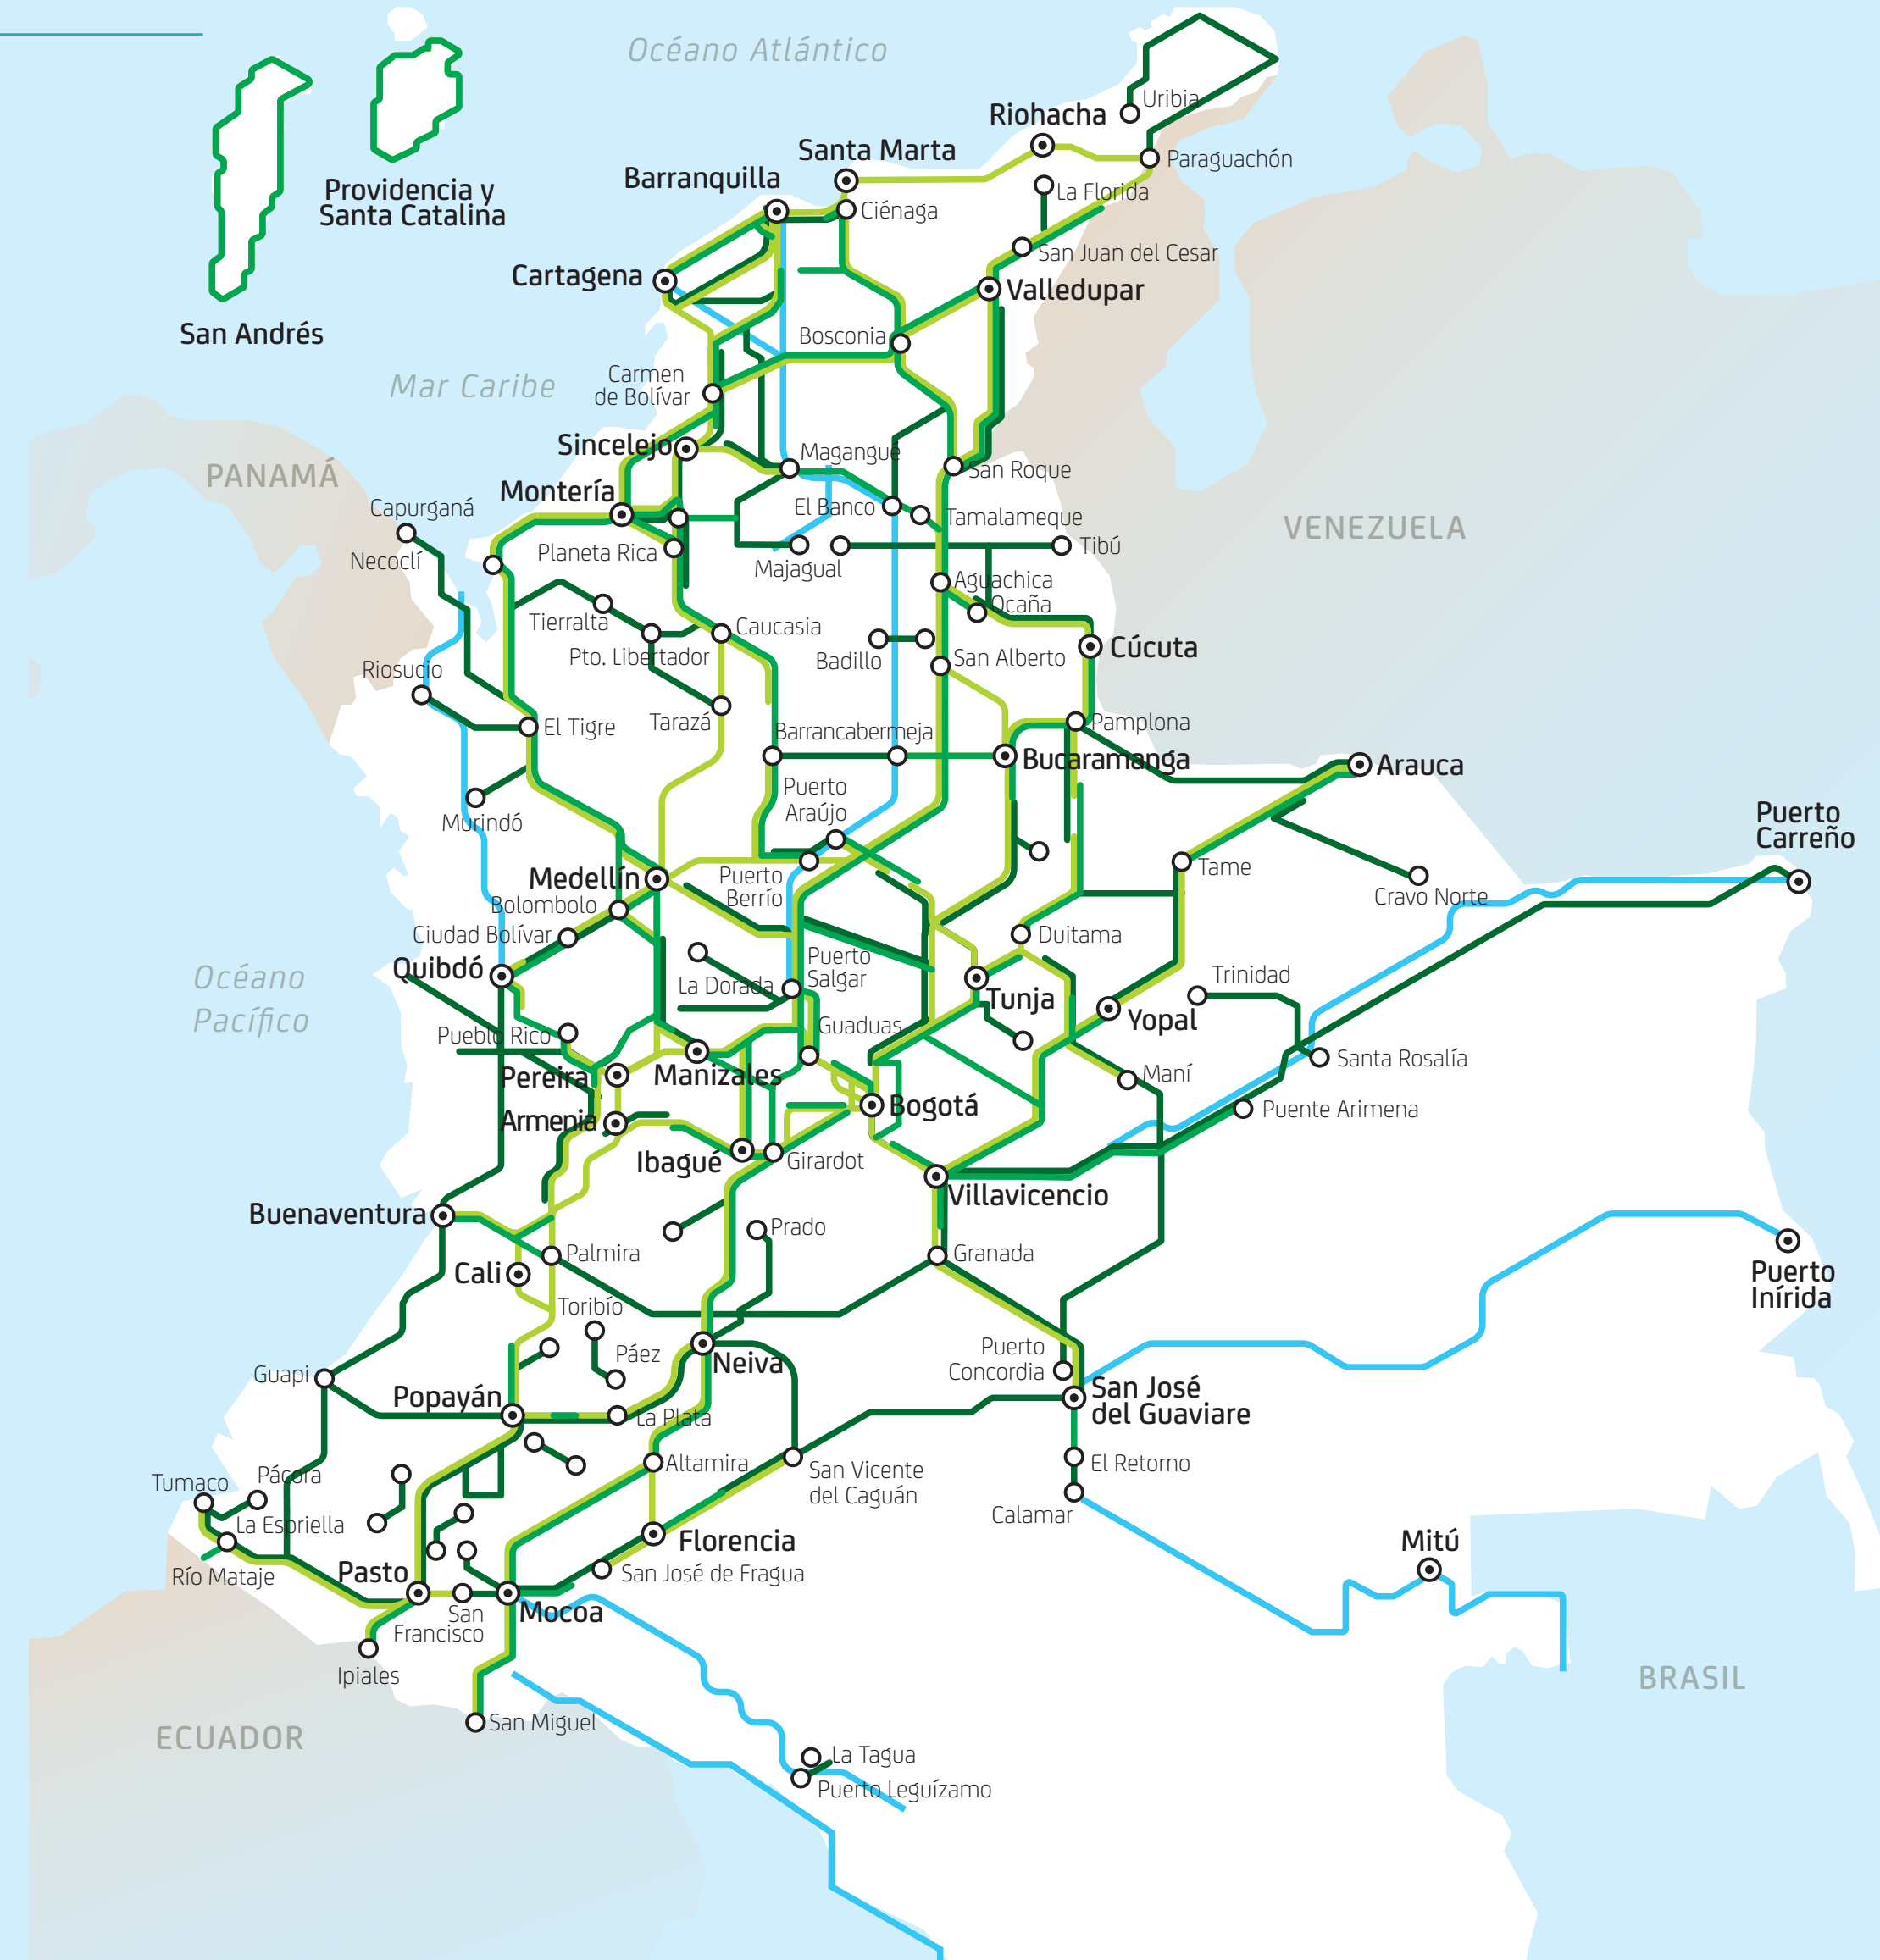 Océano Atlántico
Uribia
Riohacha
Santa Marta
Paraguachón
Barranquilla
Providencia y
Santa Catalina
La Florida
Ciénaga
San Juan del Cesar
Cartagena
Valledupar
San Andrés
Bosconia
Mar Caribe
Carmen
de Bolívar
Sincelejo
Magangué
PANAMÁ
San Roque
Montería
Capurganá
El Banco
Tamalameque
VENEZUELA
Planeta Rica
Necoclí
Majagual
Tibú
Aguachica
Ocaña
Tierralta
Caucasia
Pto. Libertador
Badillo
San Alberto
Cúcuta
Riosucio
El Tigre
Tarazá
Pamplona
Barrancabermeja
Bucaramanga
Arauca
Puerto
Araújo
Murindó
Puerto
Carreño
Medellín
Puerto
Berrío
Tame
Bolombolo
Cravo Norte
Ciudad Bolívar
Duitama
Quibdó
Océano
Pacífico
La Dorada
Puerto
Salgar
Trinidad
Tunja
Yopal
Pueblo Rico
Guaduas
Santa Rosalía
Pereira
Manizales
Maní
Bogotá
Puente Arimena
Armenia
Ibagué
Girardot
Villavicencio
Buenaventura
Prado
Palmira
Granada
Cali
Puerto
Inírida
Toribío
Páez
Neiva
Puerto
Concordia
Guapi
Popayán
San José
del Guaviare
La Plata
Altamira
San Vicente
del Caguán
El Retorno
Tumaco
Pácora
Calamar
La Espriella
Florencia
Mitú
Río Mataje
Pasto
San José de Fragua
San
Francisco
Mocoa
Ipiales
BRASIL
San Miguel
ECUADOR
La Tagua
Puerto Leguízamo